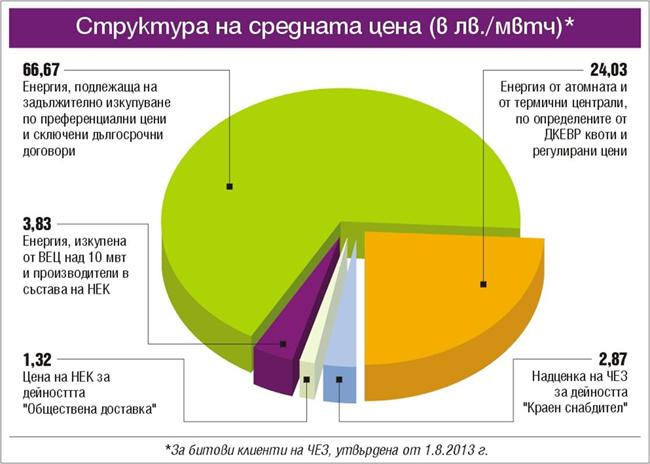 Структура на средната цена (в лв./мвтч)*
66,67
Енергия, подлежаща на
задължително изкупуване
по преференциални цени
и сключени дългосрочни
договори
24,03
Енергия от атомната и
от термични централи,
по определените от
ДКЕВР квоти и
регулирани цени
3,83
Енергия, изкупена
от ВЕЦ над 10 мвт
и производители в
състава на НЕК
1,32
Цена на НЕК за
дейността
"Обществена доставка"
2,87
Надценка на ЧЕЗ
за дейността
"Краен снабдител"
*За битови клиенти на ЧЕЗ, утвърдена от 1.8.2013 г.